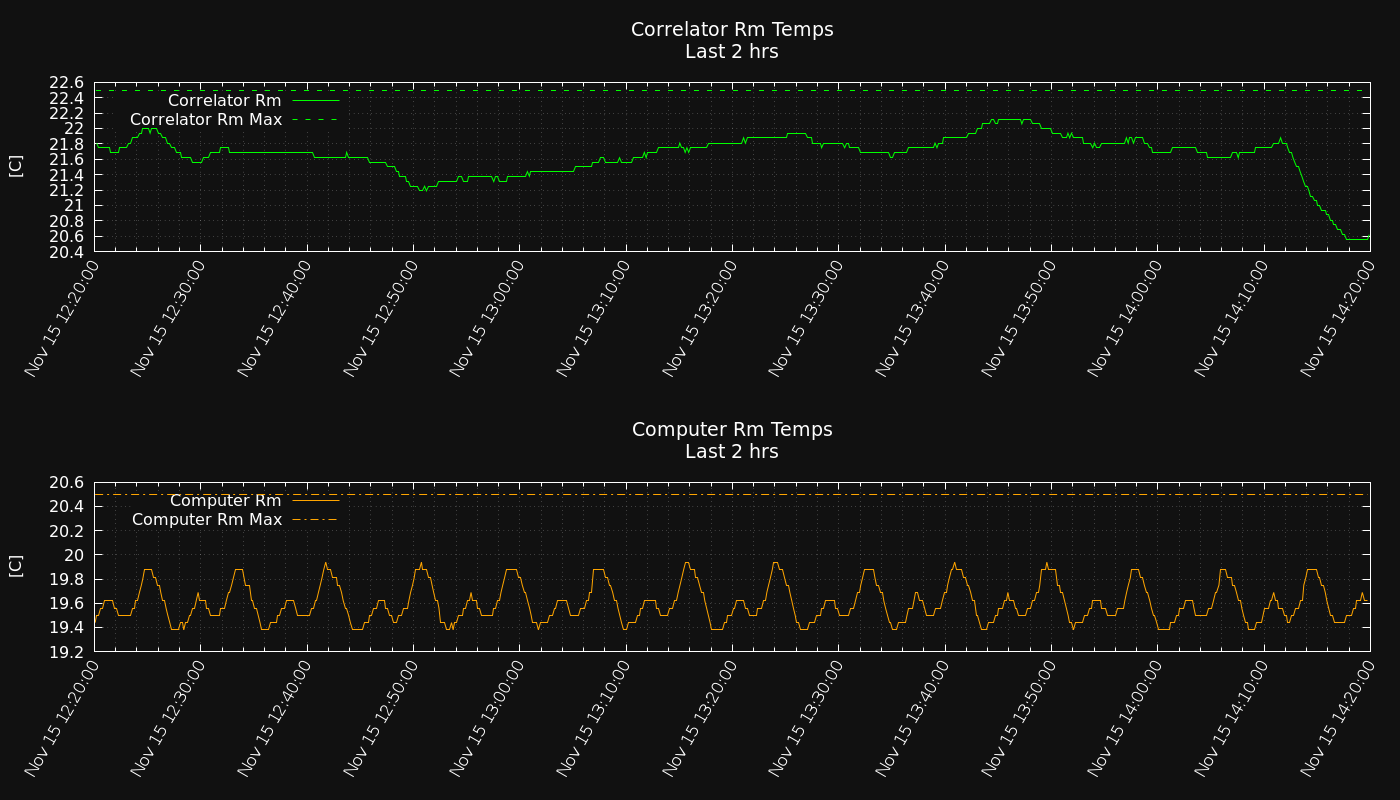 Correlator Rm Temps
Last 2 hrs
22.6
22.4
22.2
22
21.8
21.6
21.4
21.2
21
20.8
20.6
20.4
[C]
Correlator Rm
Correlator Rm Max
Nov 15 12:20:00
Nov 15 12:30:00
Nov 15 12:40:00
Nov 15 12:50:00
Nov 15 13:00:00
Nov 15 13:10:00
Nov 15 13:20:00
Nov 15 13:30:00
Nov 15 13:40:00
Nov 15 13:50:00
Nov 15 14:00:00
Nov 15 14:10:00
Nov 15 14:20:00
Computer Rm Temps
Last 2 hrs
20.6
20.4
20.2
20
19.8
19.6
19.4
19.2
[C]
Computer Rm
Computer Rm Max
Nov 15 12:20:00
Nov 15 12:30:00
Nov 15 12:40:00
Nov 15 12:50:00
Nov 15 13:00:00
Nov 15 13:10:00
Nov 15 13:20:00
Nov 15 13:30:00
Nov 15 13:40:00
Nov 15 13:50:00
Nov 15 14:00:00
Nov 15 14:10:00
Nov 15 14:20:00